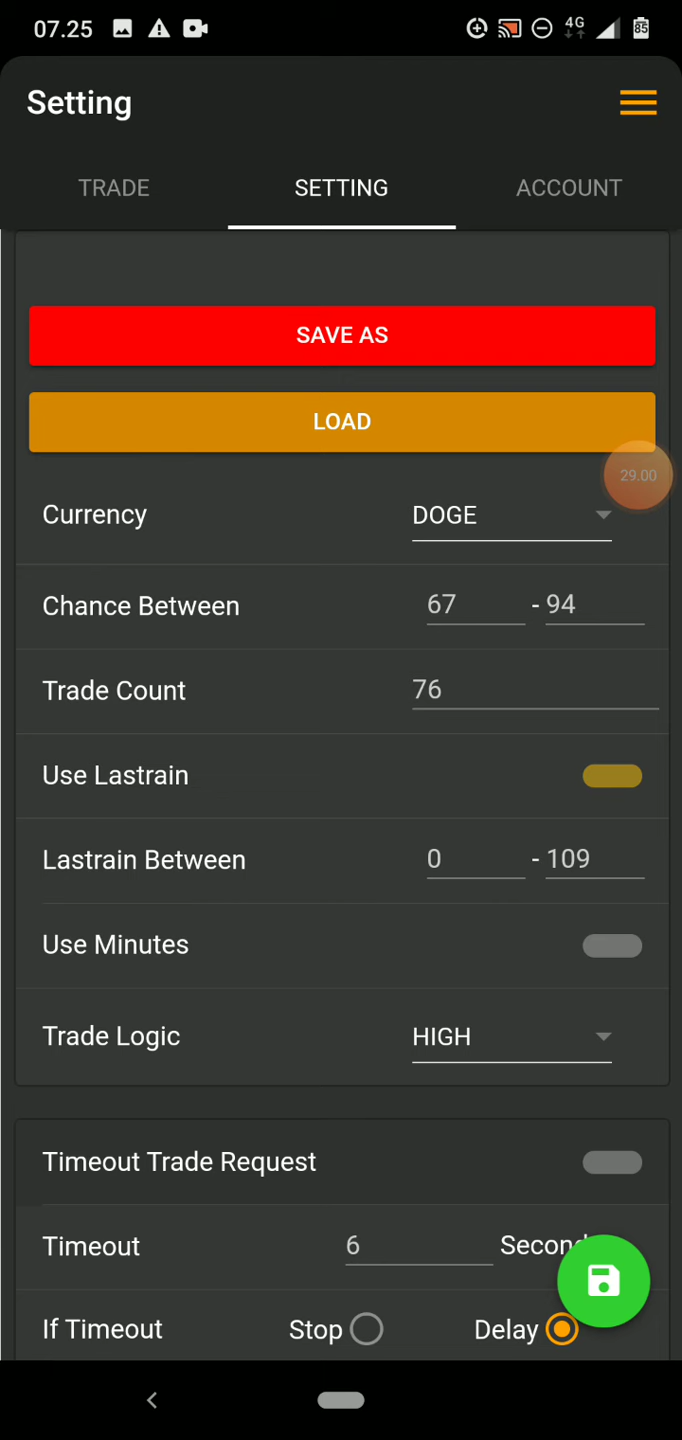 07.25 4G 85
Setting
TRADE SETTING ACCOUNT
SAVE AS
LOAD
29.00
Currency DOGE
Chance Between 67 - 94
Trade Count 76
Use Lastrain
Lastrain Between 0 - 109
Use Minutes
Trade Logic HIGH
Timeout Trade Request
Timeout 6 Second
If Timeout Stop Delay